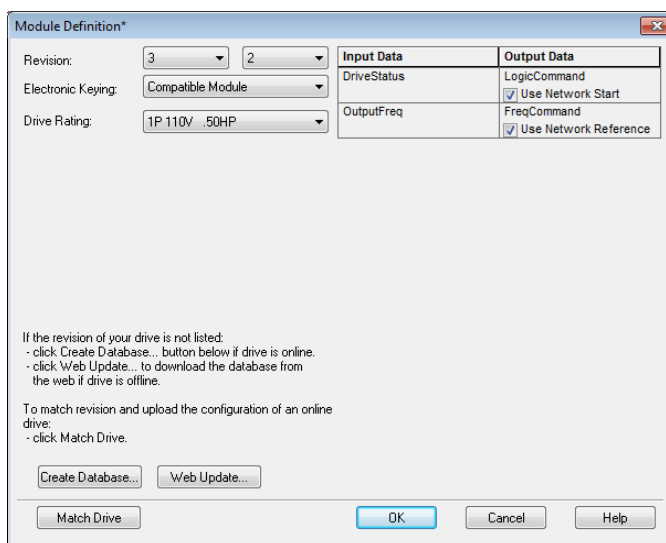 Module Definition*
Revision: 3 2
Electronic Keying: Compatible Module
Drive Rating: 1P 110V .50HP
Input Data Output Data
DriveStatus LogicCommand
Use Network Start
OutputFreq FreqCommand
Use Network Reference
If the revision of your drive is not listed:
- click Create Database... button below if drive is online.
- click Web Update... to download the database from
the web if drive is offline.
To match revision and upload the configuration of an online
drive:
- click Match Drive.
Create Database... Web Update...
Match Drive OK Cancel Help